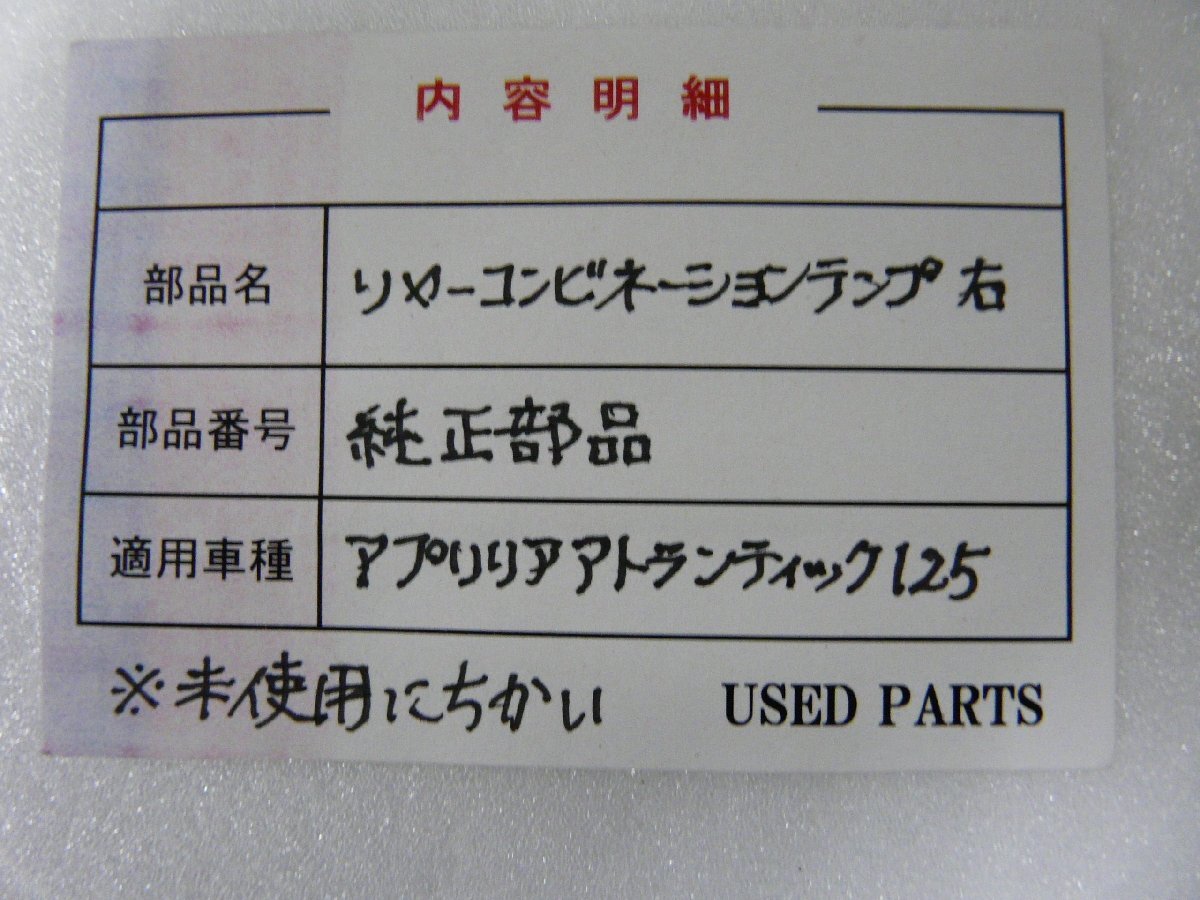 内容明細
部品名 リヤーコンビネーションテンプ 右
部品番号 純正部品
適用車種 アプリリアアトランティック125
※未使用にちかい USED PARTS